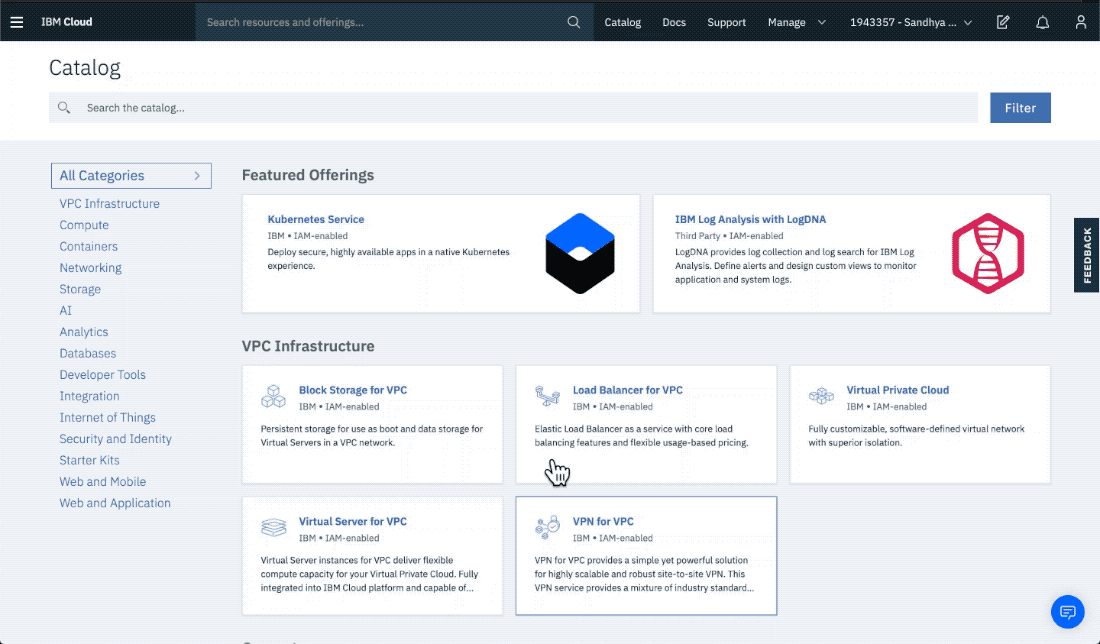 IBM Cloud
Search resources and offerings...
Catalog
Docs
Support
Manage
1943357 - Sandhya ...
Catalog
Search the catalog...
Filter
All Categories
VPC Infrastructure
Compute
Containers
Networking
Storage
AI
Analytics
Databases
Developer Tools
Integration
Internet of Things
Security and Identity
Starter Kits
Web and Mobile
Web and Application
Featured Offerings
Kubernetes Service
IBM • IAM-enabled
Deploy secure, highly available apps in a native Kubernetes
experience.
IBM Log Analysis with LogDNA
Third Party • IAM-enabled
LogDNA provides log collection and log search for IBM Log
Analysis. Define alerts and design custom views to monitor
application and system logs.
VPC Infrastructure
Block Storage for VPC
IBM • IAM-enabled
Persistent storage for use as boot and data storage for
Virtual Servers in a VPC network.
Load Balancer for VPC
IBM • IAM-enabled
Elastic Load Balancer as a service with core load
balancing features and flexible usage-based pricing.
Virtual Private Cloud
IBM • IAM-enabled
Fully customizable, software-defined virtual network
with superior isolation.
Virtual Server for VPC
IBM • IAM-enabled
Virtual Server instances for VPC deliver flexible
compute capacity for your Virtual Private Cloud. Fully
integrated into IBM Cloud platform and capable of...
VPN for VPC
IBM • IAM-enabled
VPN for VPC provides a simple yet powerful solution
for highly scalable and robust site-to-site VPN. This
VPN service provides a mixture of industry standard...
FEEDBACK